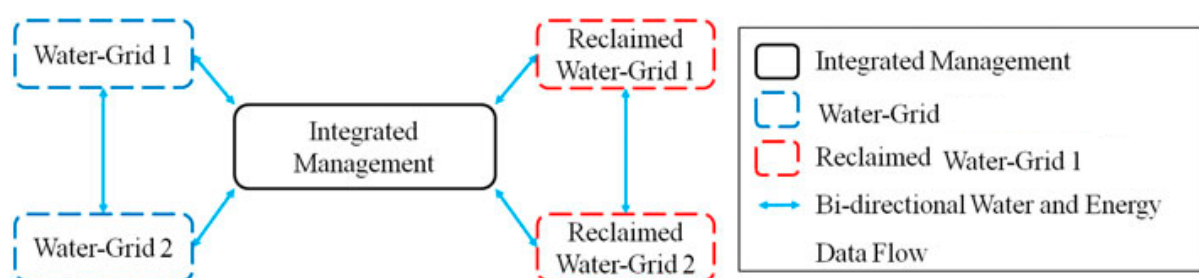 Water-Grid 1
Reclaimed
Water-Grid 1
Integrated
Management
Water-Grid 2
Reclaimed
Water-Grid 2
Integrated Management
Water-Grid
Reclaimed Water-Grid 1
Bi-directional Water and Energy
Data Flow